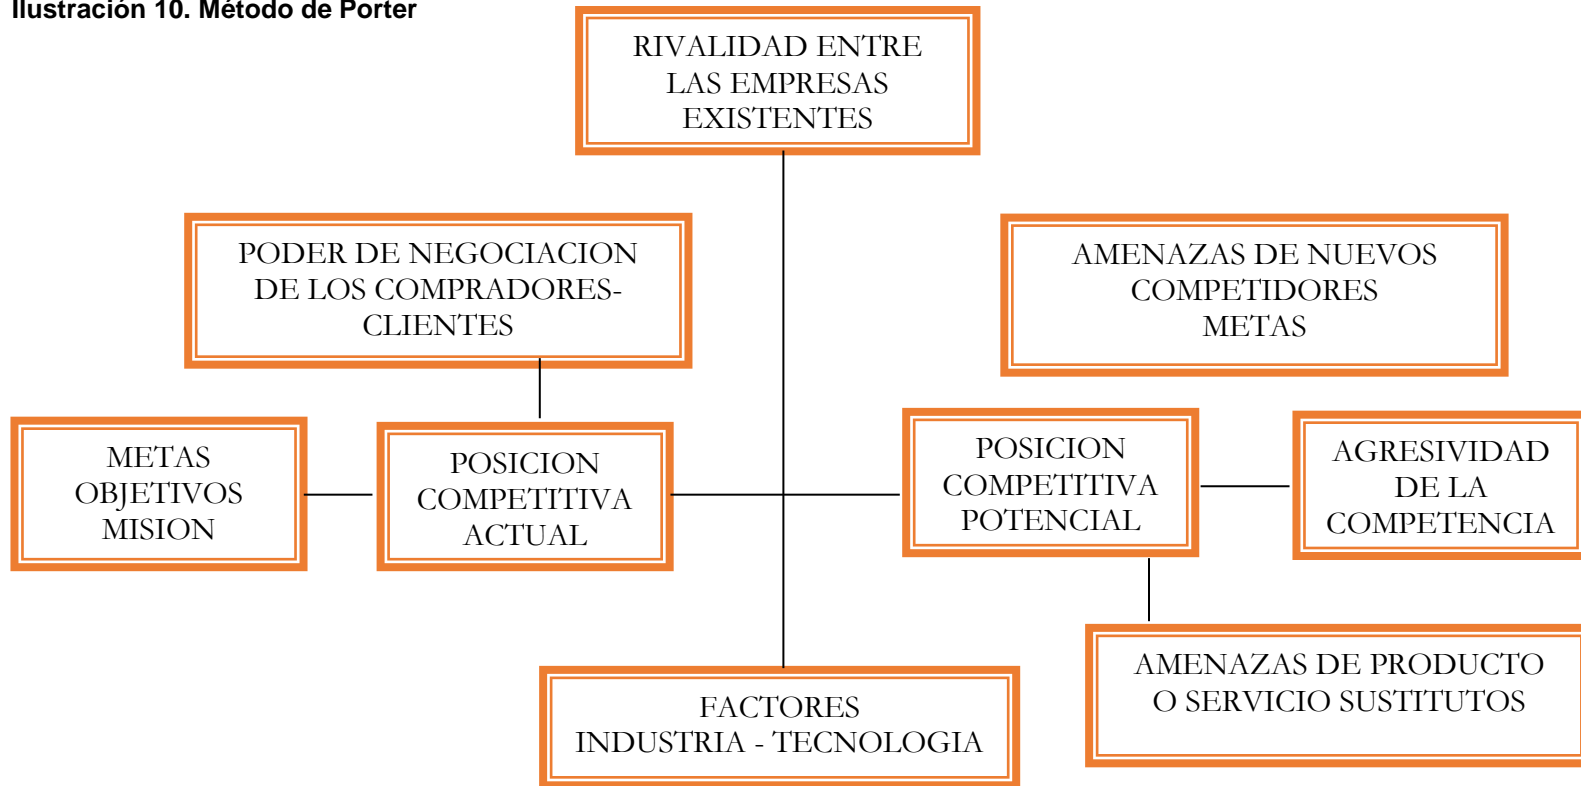 Ilustración 10. Método de Porter
RIVALIDAD ENTRE
LAS EMPRESAS
EXISTENTES
PODER DE NEGOCIACION
DE LOS COMPRADORES-
CLIENTES
AMENAZAS DE NUEVOS
COMPETIDORES
METAS
METAS
OBJETIVOS
MISION
POSICION
COMPETITIVA
ACTUAL
POSICION
COMPETITIVA
POTENCIAL
AGRESIVIDAD
DE LA
COMPETENCIA
FACTORES
INDUSTRIA - TECNOLOGIA
AMENAZAS DE PRODUCTO
O SERVICIO SUSTITUTOS